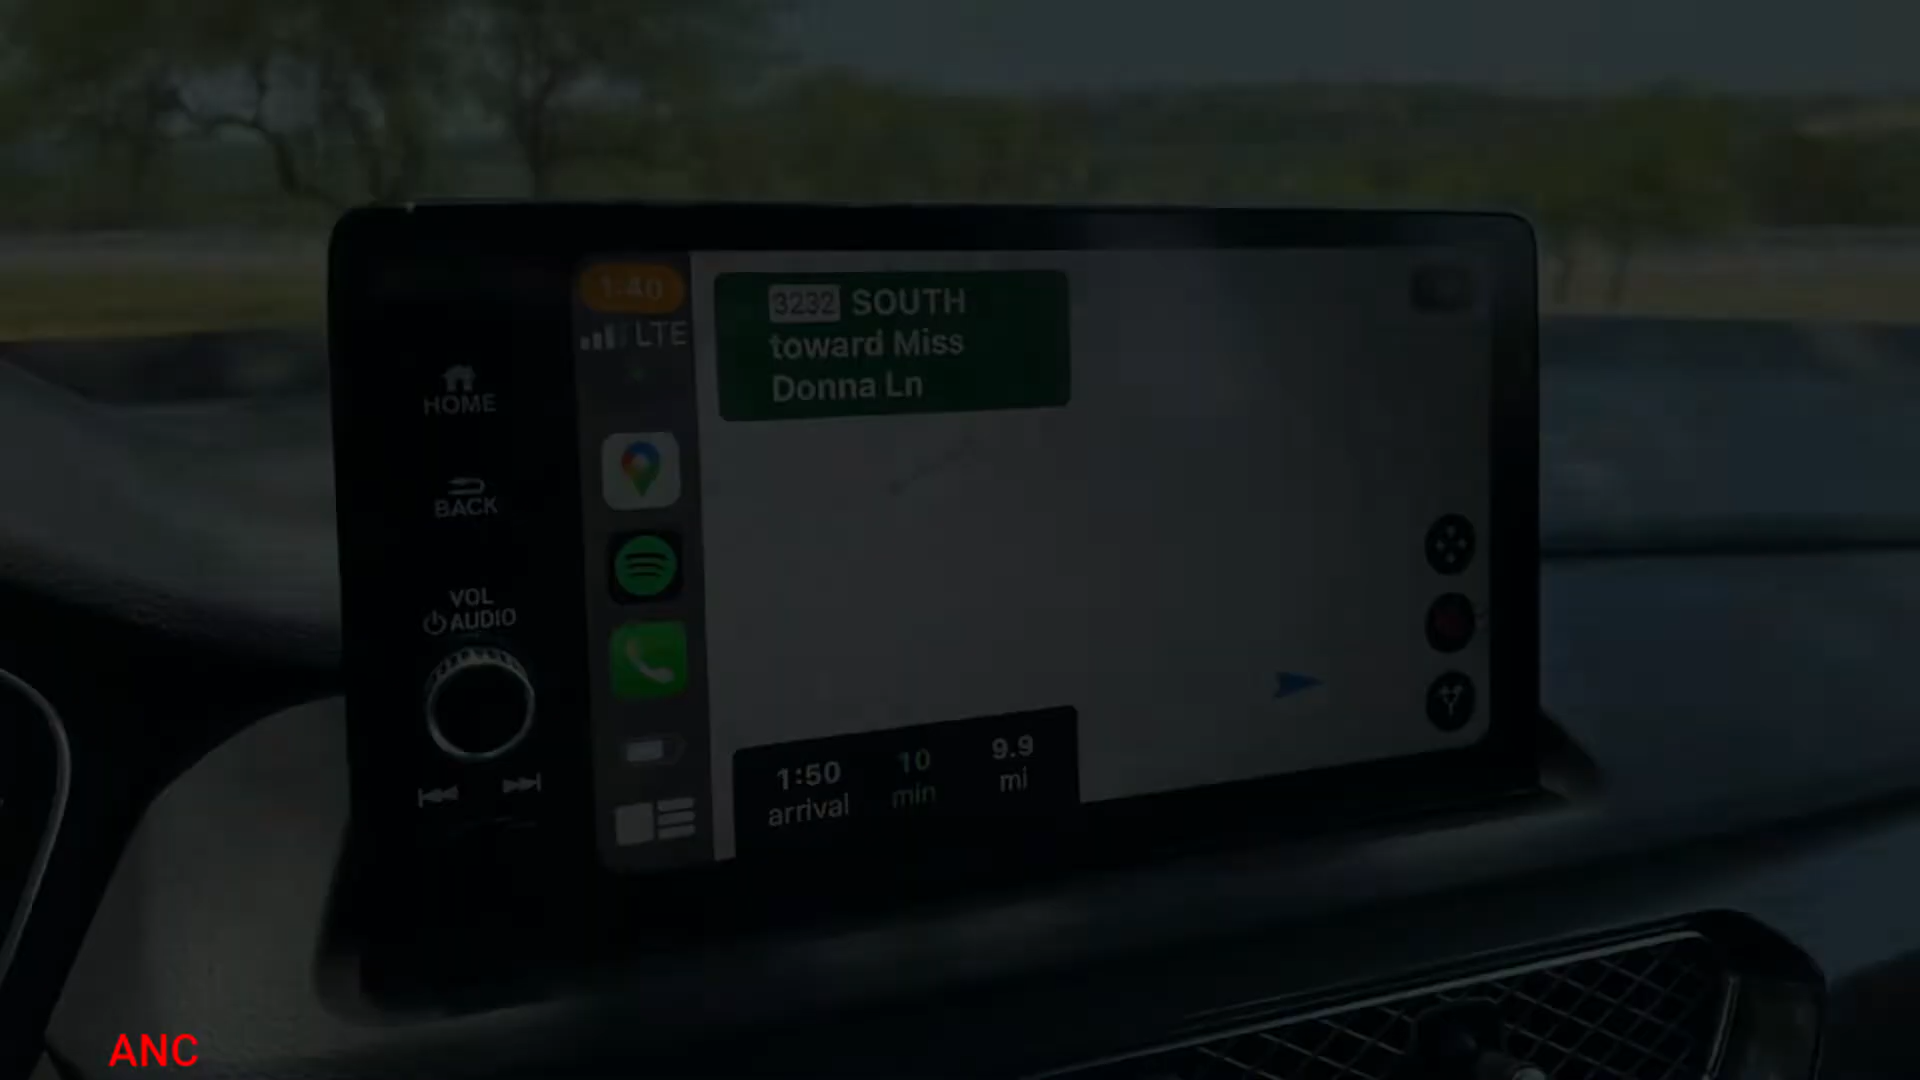 1:40
LTE
3232 SOUTH
toward Miss
Donna Ln
HOME
BACK
VOL
AUDIO
1:50
arrival
10
min
9.9
mi
ANC